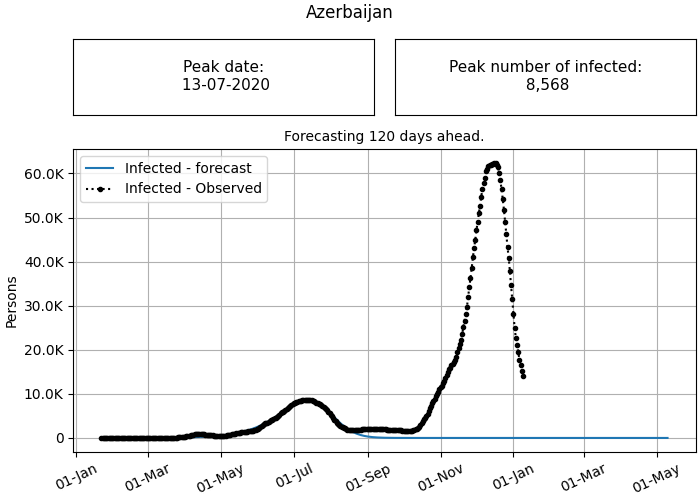 Azerbaijan
Peak date:
13-07-2020
Peak number of infected:
8,568
Forecasting 120 days ahead.
Infected - forecast
Infected - Observed
Persons
60.0K
50.0K
40.0K
30.0K
20.0K
10.0K
0
01-Jan
01-Mar
01-May
01-Jul
01-Sep
01-Nov
01-Jan
01-Mar
01-May